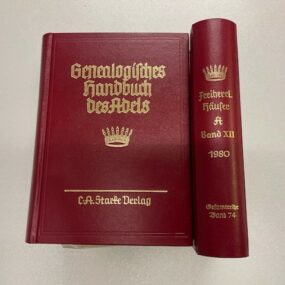 Genealogisches
Handbuch
des Adels
C.A. Starke Verlag
Freiherrl.
Häuser
A
Band XII
1980
Gesamtreihe
Band 74